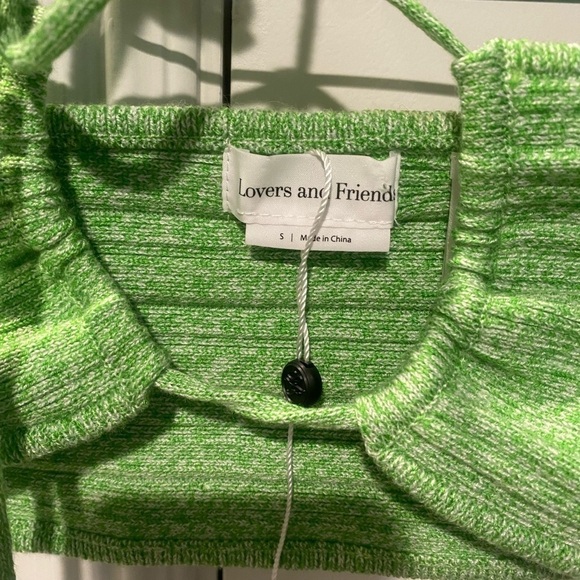 Lovers and Friends
S | Made in China